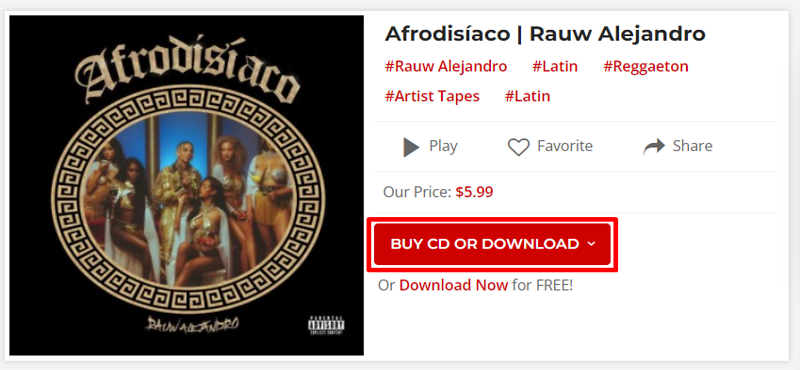 Afrodisíaco
RAUW ALEJANDRO
PARENTAL
ADVISORY
EXPLICIT CONTENT
Afrodisíaco | Rauw Alejandro
#Rauw Alejandro #Latin #Reggaeton
#Artist Tapes #Latin
Play Favorite Share
Our Price: $5.99
BUY CD OR DOWNLOAD
Or Download Now for FREE!